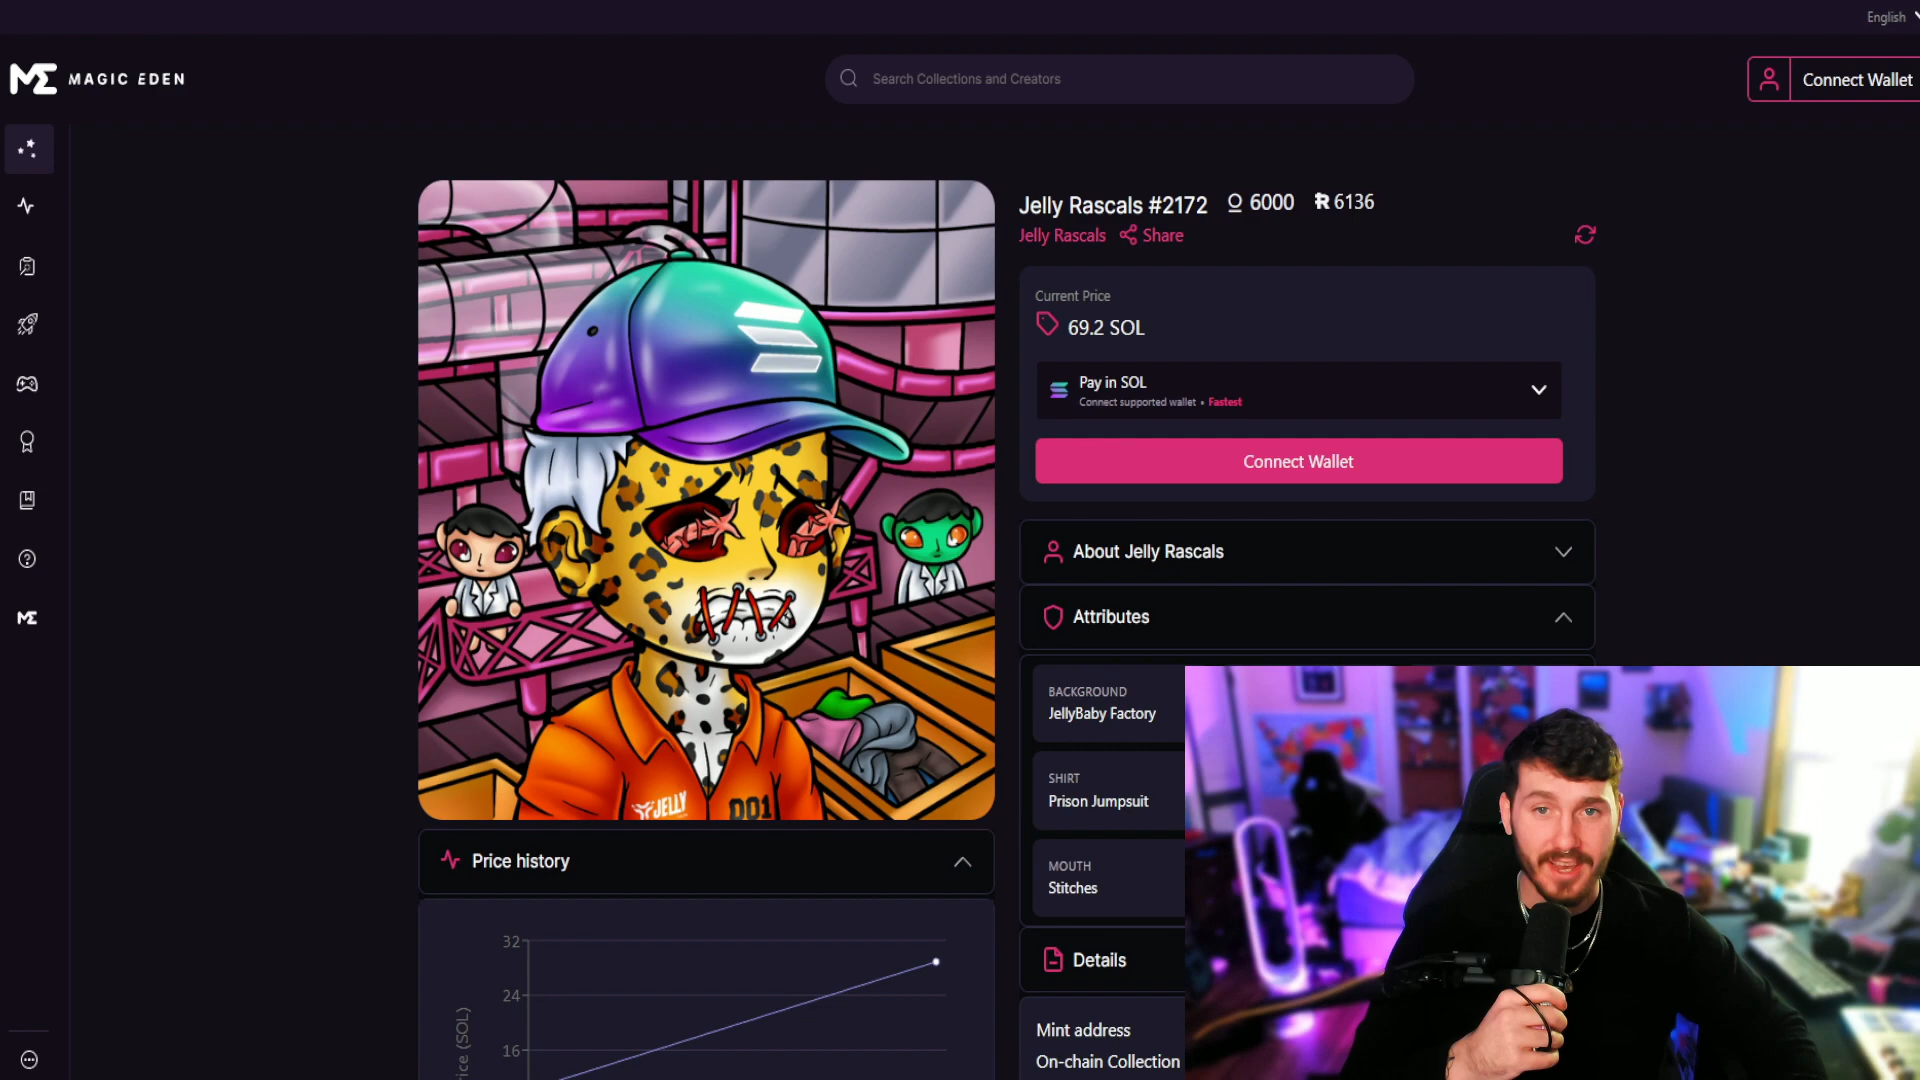 English
ME MAGIC EDEN
Search Collections and Creators
Connect Wallet
Jelly Rascals #2172 6000 6136
Jelly Rascals Share
Current Price
69.2 SOL
Pay in SOL
Connect supported wallet • Fastest
Connect Wallet
About Jelly Rascals
Attributes
BACKGROUND
JellyBaby Factory
SHIRT
Prison Jumpsuit
MOUTH
Stitches
Details
Mint address
On-chain Collection
ME
JELLY
001
Price history
32
24
16
ice (SOL)